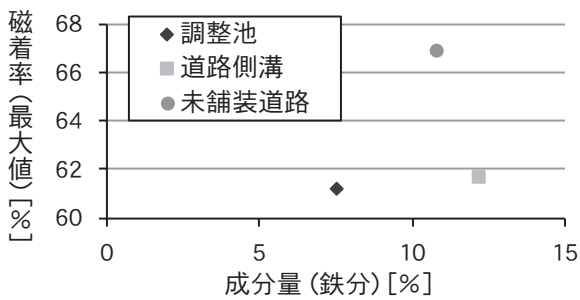 磁着率(最大値)[%]
68
66
64
62
60
調整池
道路側溝
未舗装道路
0 5 10 15
成分量(鉄分)[%]